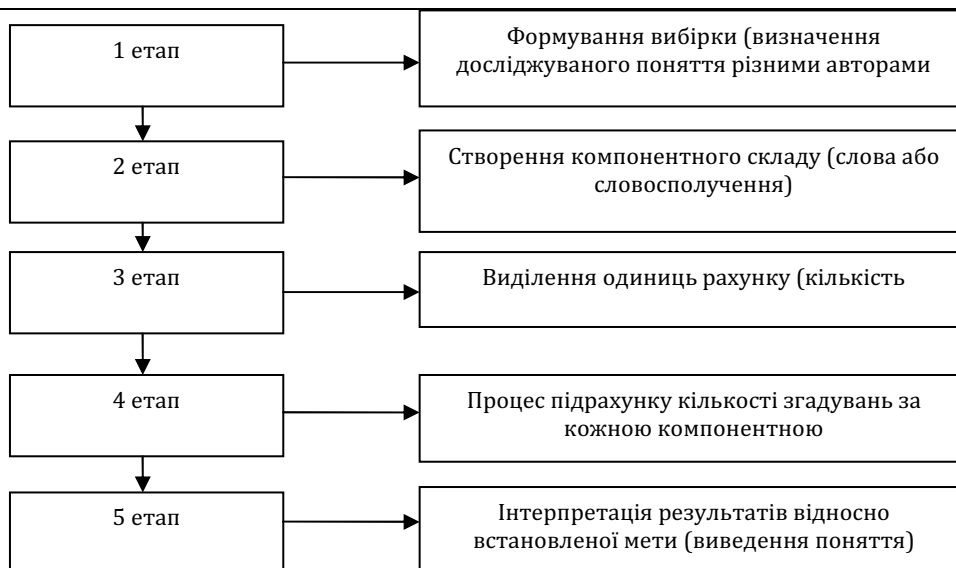 1 етап
Формування вибірки (визначення
досліджуваного поняття різними авторами
2 етап
Створення компонентного складу (слова або
словосполучення)
3 етап
Виділення одиниць рахунку (кількість
4 етап
Процес підрахунку кількості згадувань за
кожною компонентною
5 етап
Інтерпретація результатів відносно
встановленої мети (виведення поняття)